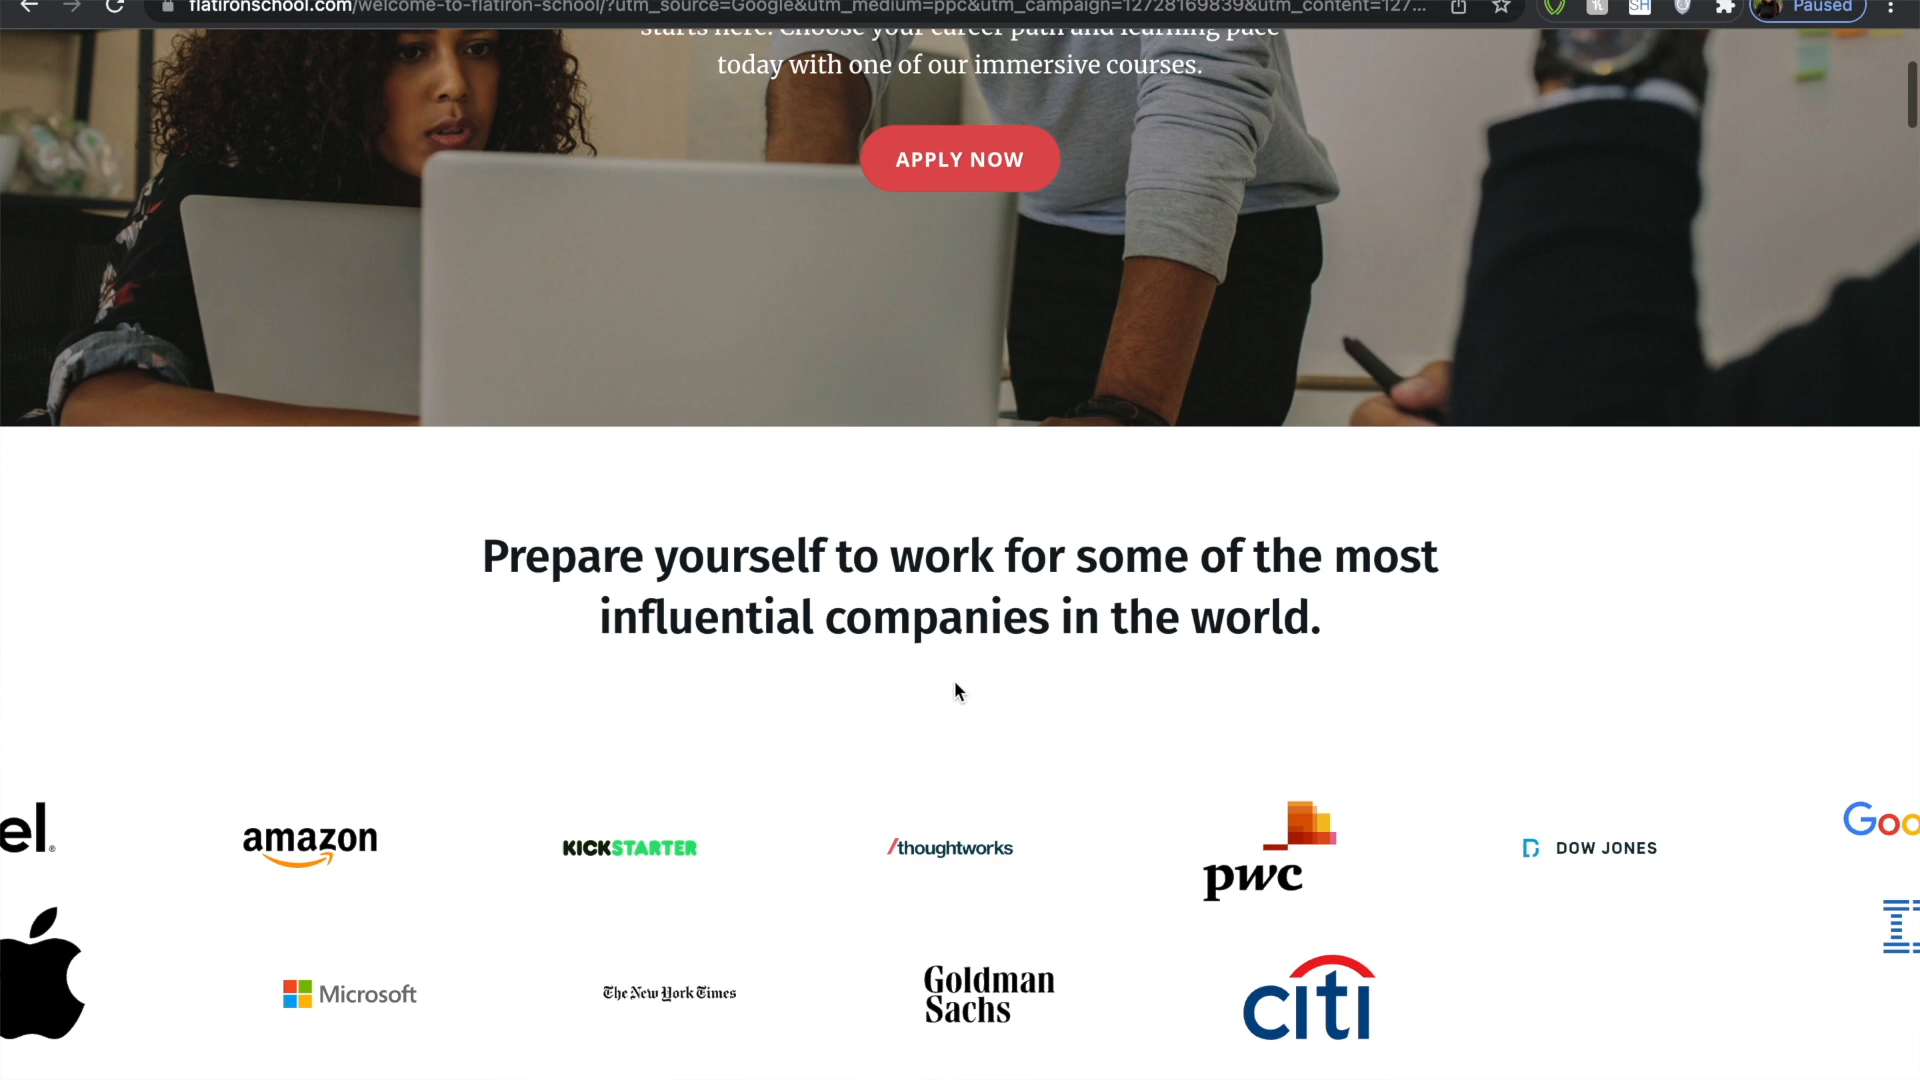 flatironschool.com/welcome-to-flatiron-school/?utm_source=Google&utm_medium=ppc&utm_campaign=12728169839&utm_content=127...
SH
Paused
starts here. Choose your career path and learning pace
today with one of our immersive courses.
APPLY NOW
Prepare yourself to work for some of the most
influential companies in the world.
el®
amazon
KICKSTARTER
/thoughtworks
pwc
DOW JONES
Goo
Microsoft
The New York Times
Goldman
Sachs
citi